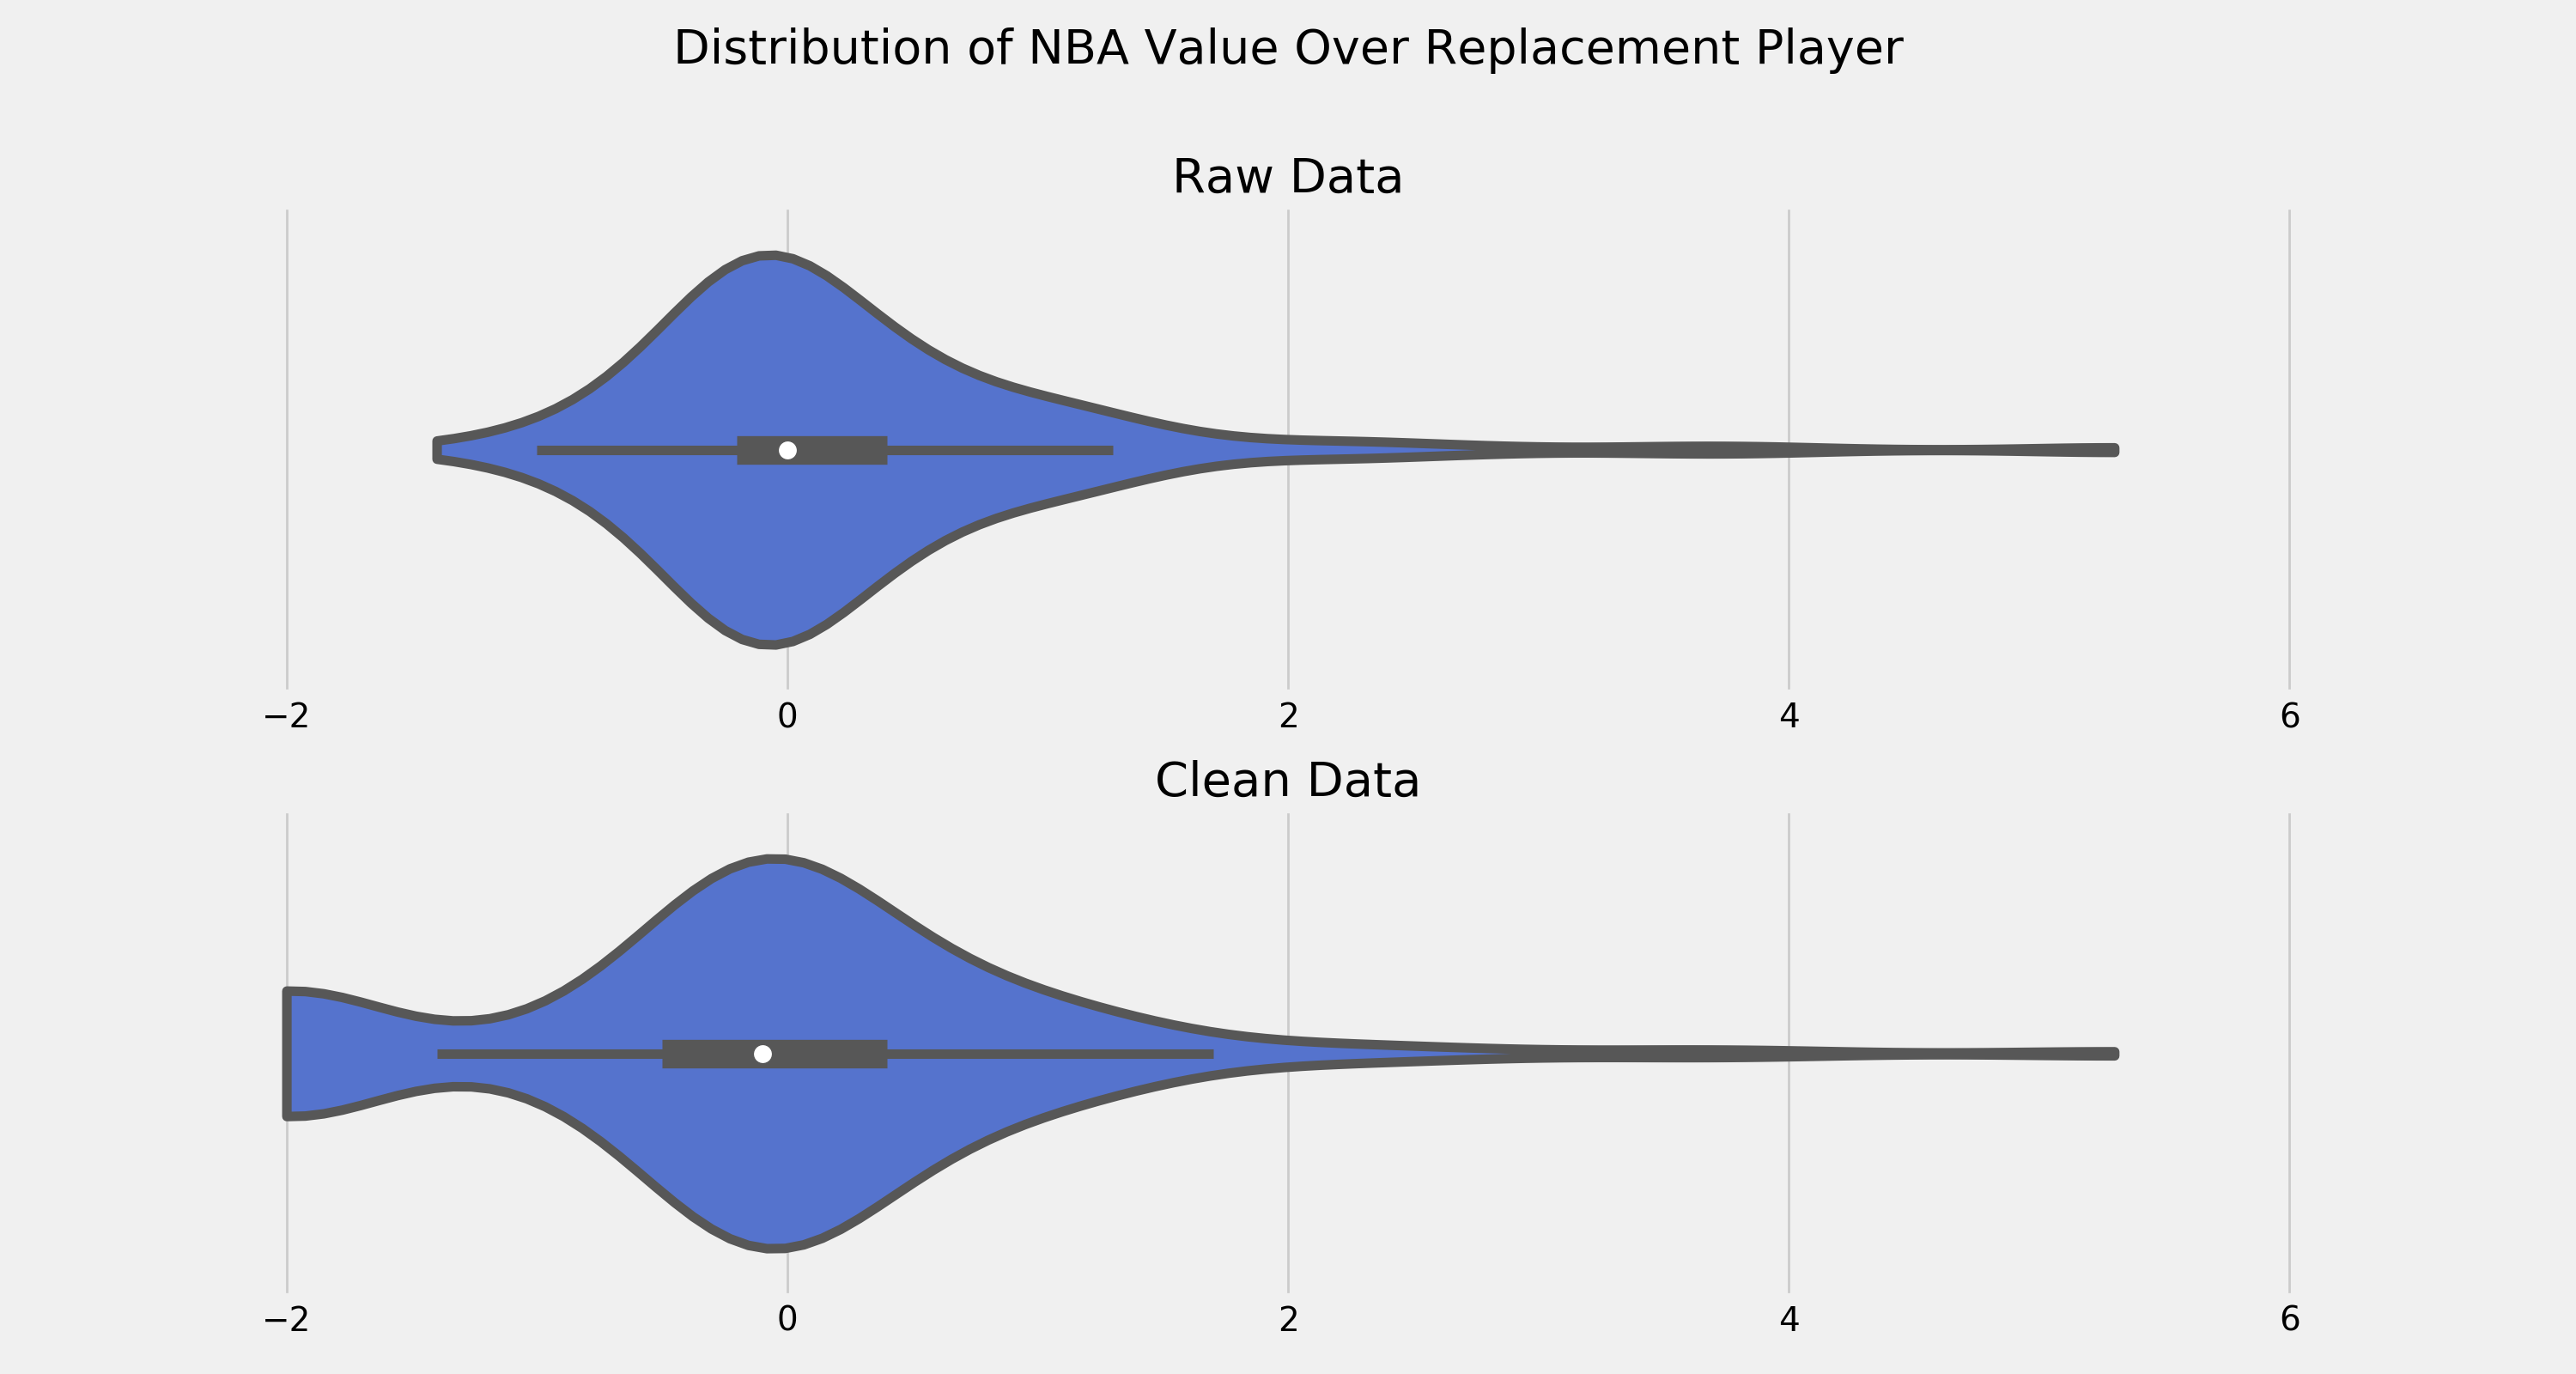 Distribution of NBA Value Over Replacement Player
Raw Data
−2 0 2 4 6
Clean Data
−2 0 2 4 6